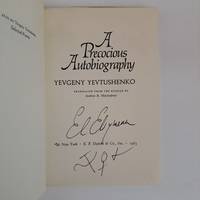 A
Precocious
Autobiography
YEVGENY YEVTUSHENKO
TRANSLATED FROM THE RUSSIAN BY
Andrew R. MacAndrew
New York · E. P. Dutton & Co., Inc. · 1963